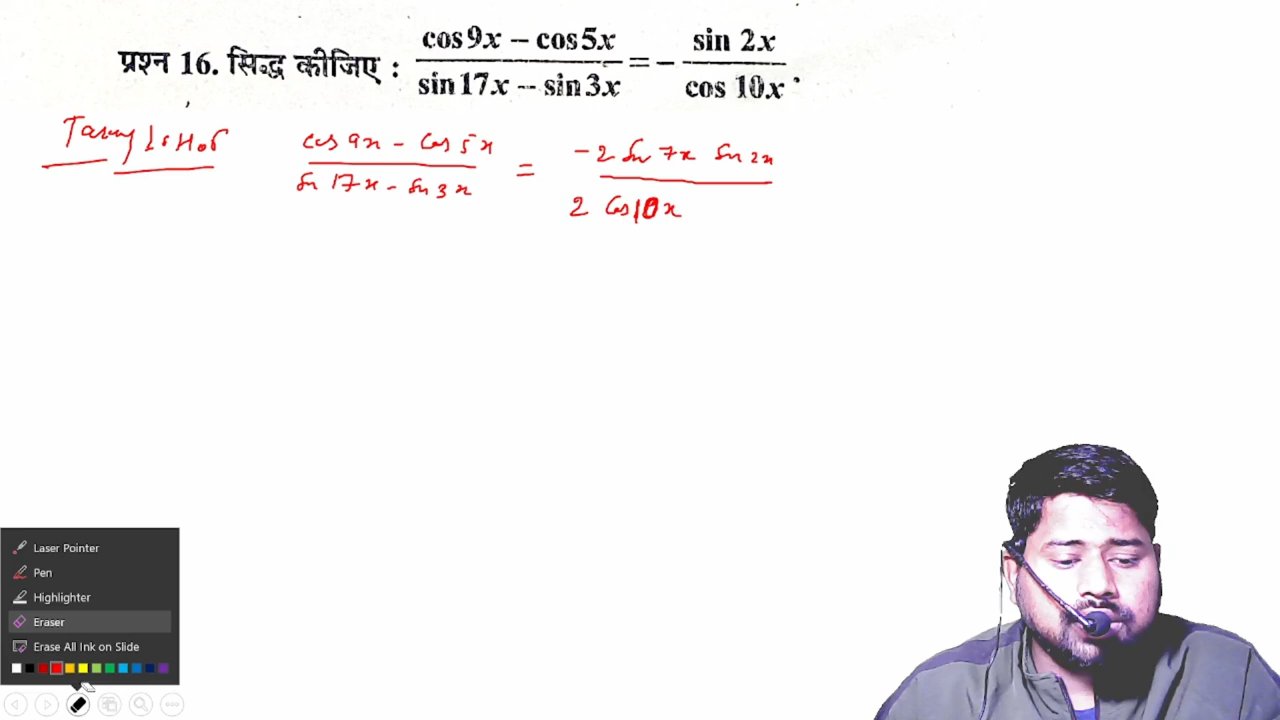 प्रश्न 16. सिद्ध कीजिए : (cos 9x – cos 5x)/(sin 17x – sin 3x) = – (sin 2x)/(cos 10x) .
Taking L.H.S
(cos 9x - cos 5x)/(sin 17x - sin 3x) = (-2 sin 7x sin 2x)/(2 cos 10x)
Laser Pointer
Pen
Highlighter
Eraser
Erase All Ink on Slide